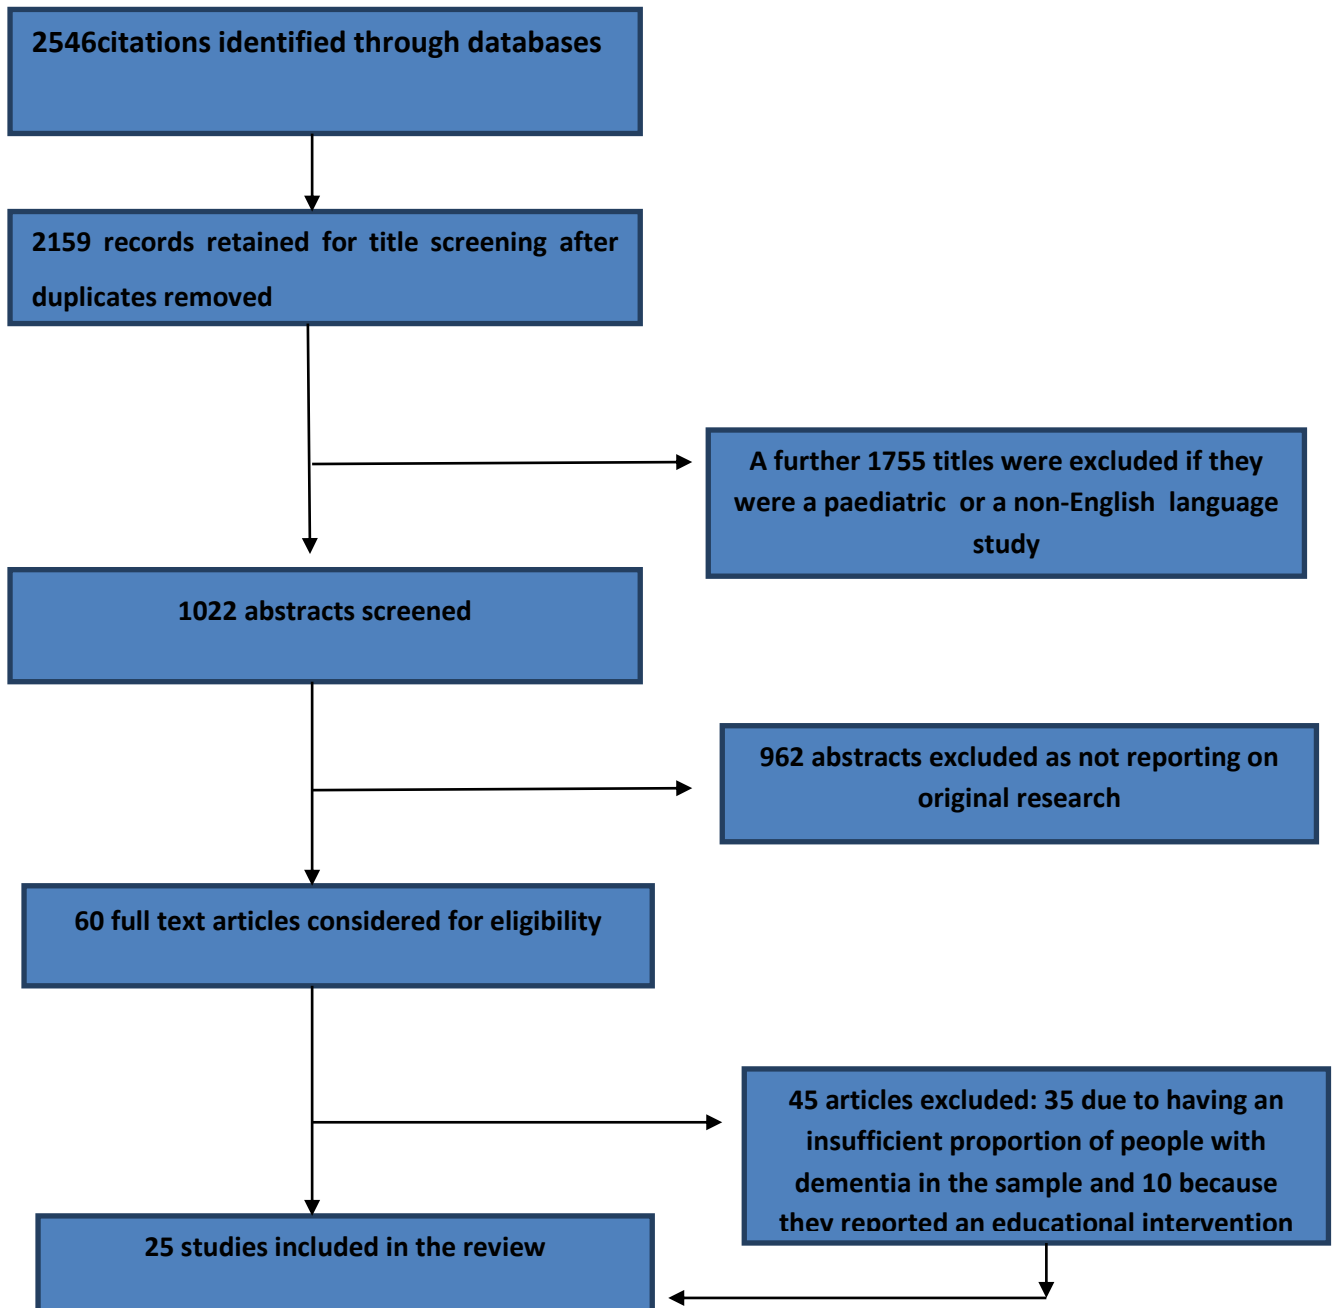 2546citations identified through databases
2159 records retained for title screening after
duplicates removed
A further 1755 titles were excluded if they
were a paediatric or a non-English language
study
1022 abstracts screened
962 abstracts excluded as not reporting on
original research
60 full text articles considered for eligibility
45 articles excluded: 35 due to having an
insufficient proportion of people with
dementia in the sample and 10 because
they reported an educational intervention
25 studies included in the review